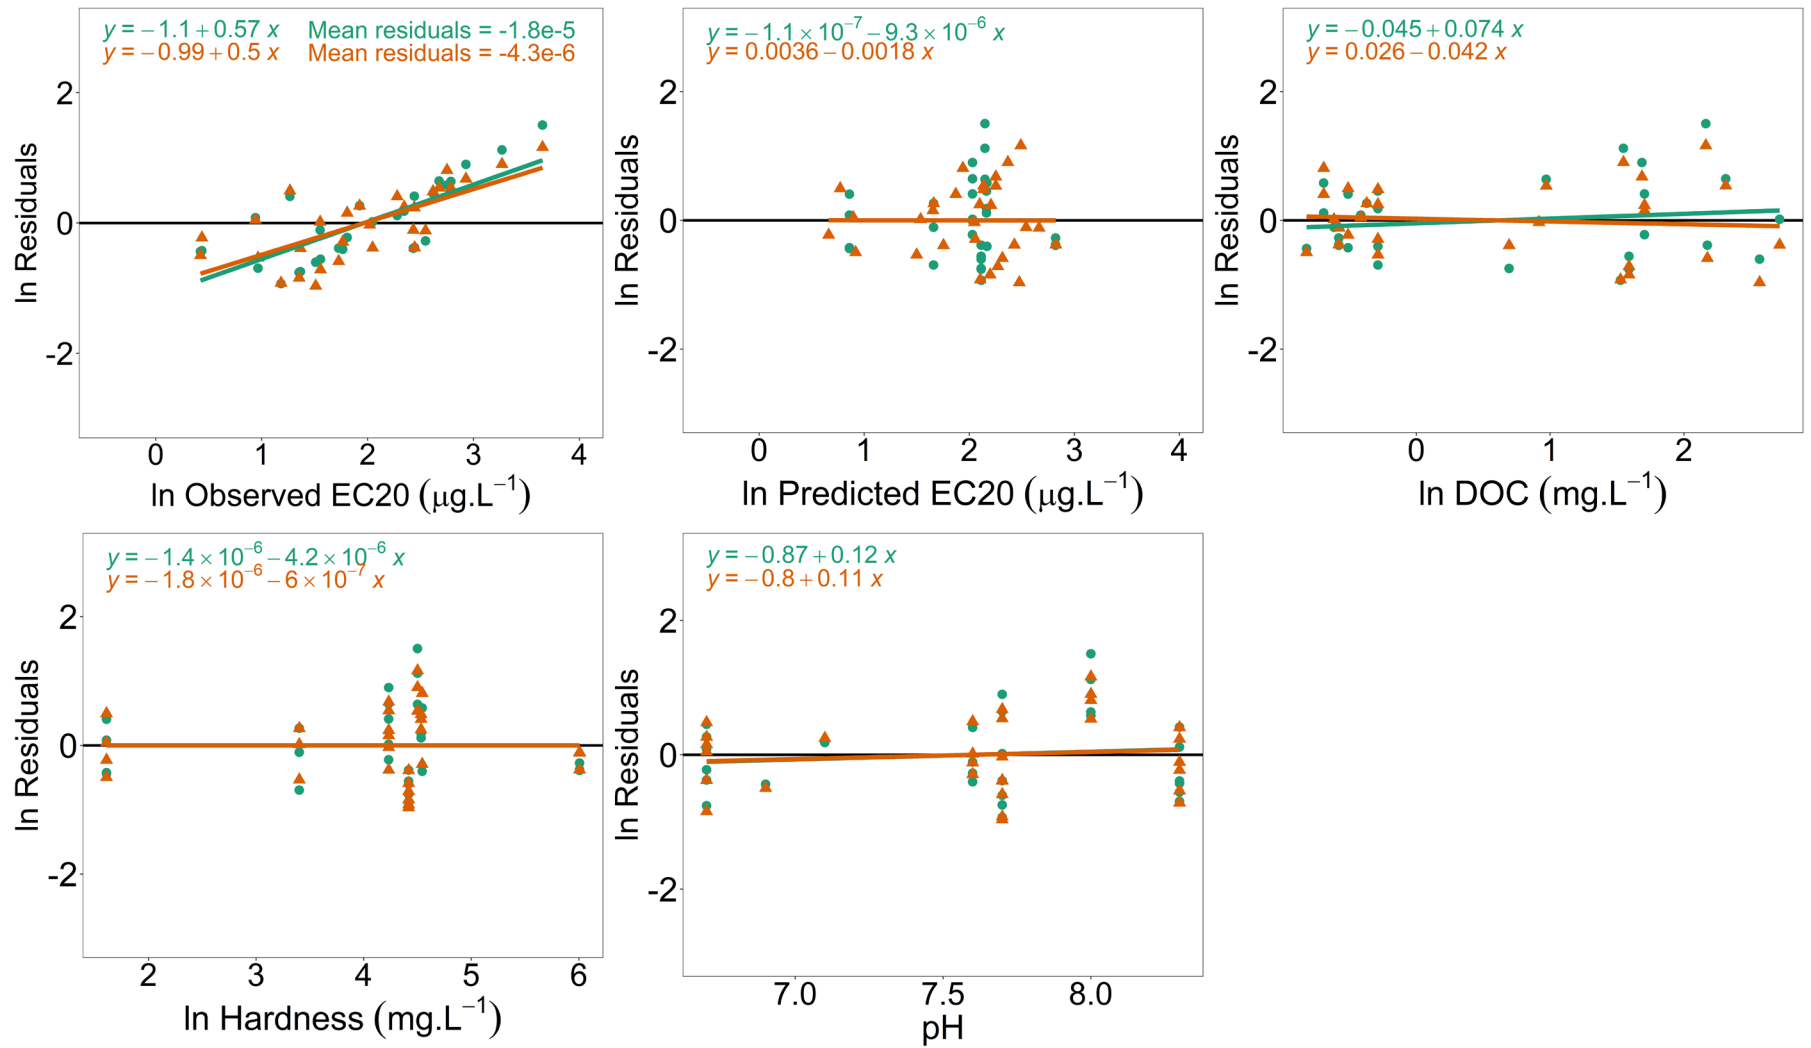 y = −1.1 + 0.57 x Mean residuals = -1.8e-5
y = −0.99 + 0.5 x Mean residuals = -4.3e-6
ln Residuals
2
0
-2
0 1 2 3 4
ln Observed EC20 (μg.L⁻¹)
y = −1.1 × 10⁻⁷ − 9.3 × 10⁻⁶ x
y = 0.0036 − 0.0018 x
ln Residuals
2
0
-2
0 1 2 3 4
ln Predicted EC20 (μg.L⁻¹)
y = −0.045 + 0.074 x
y = 0.026 − 0.042 x
ln Residuals
2
0
-2
0 1 2
ln DOC (mg.L⁻¹)
y = −1.4 × 10⁻⁶ − 4.2 × 10⁻⁶ x
y = −1.8 × 10⁻⁶ − 6 × 10⁻⁷ x
ln Residuals
2
0
-2
2 3 4 5 6
ln Hardness (mg.L⁻¹)
y = −0.87 + 0.12 x
y = −0.8 + 0.11 x
ln Residuals
2
0
-2
7.0 7.5 8.0
pH